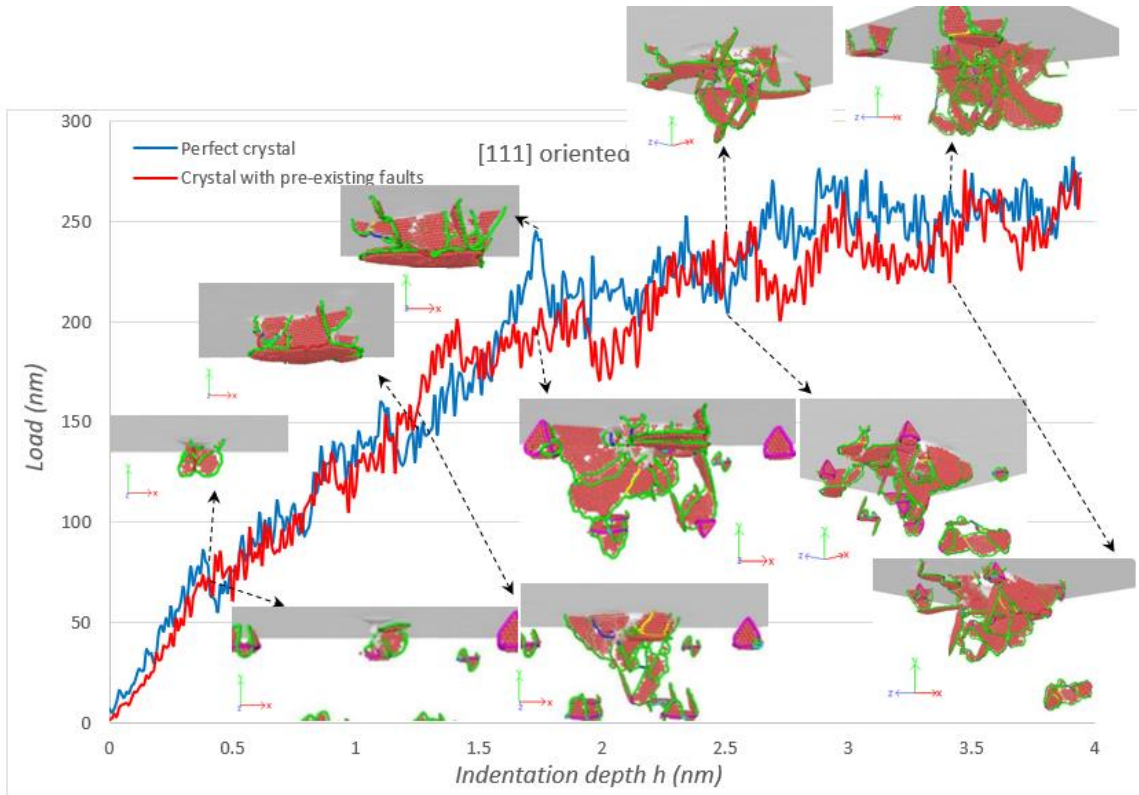 300
250
200
150
100
50
0
Load (nm)
Perfect crystal
Crystal with pre-existing faults
[111] oriented
0 0.5 1 1.5 2 2.5 3 3.5 4
Indentation depth h (nm)
y
x
y
x
y
x
y
z x
y
z x
y
z x
y
z x
y
z x
y
z x
y
z x